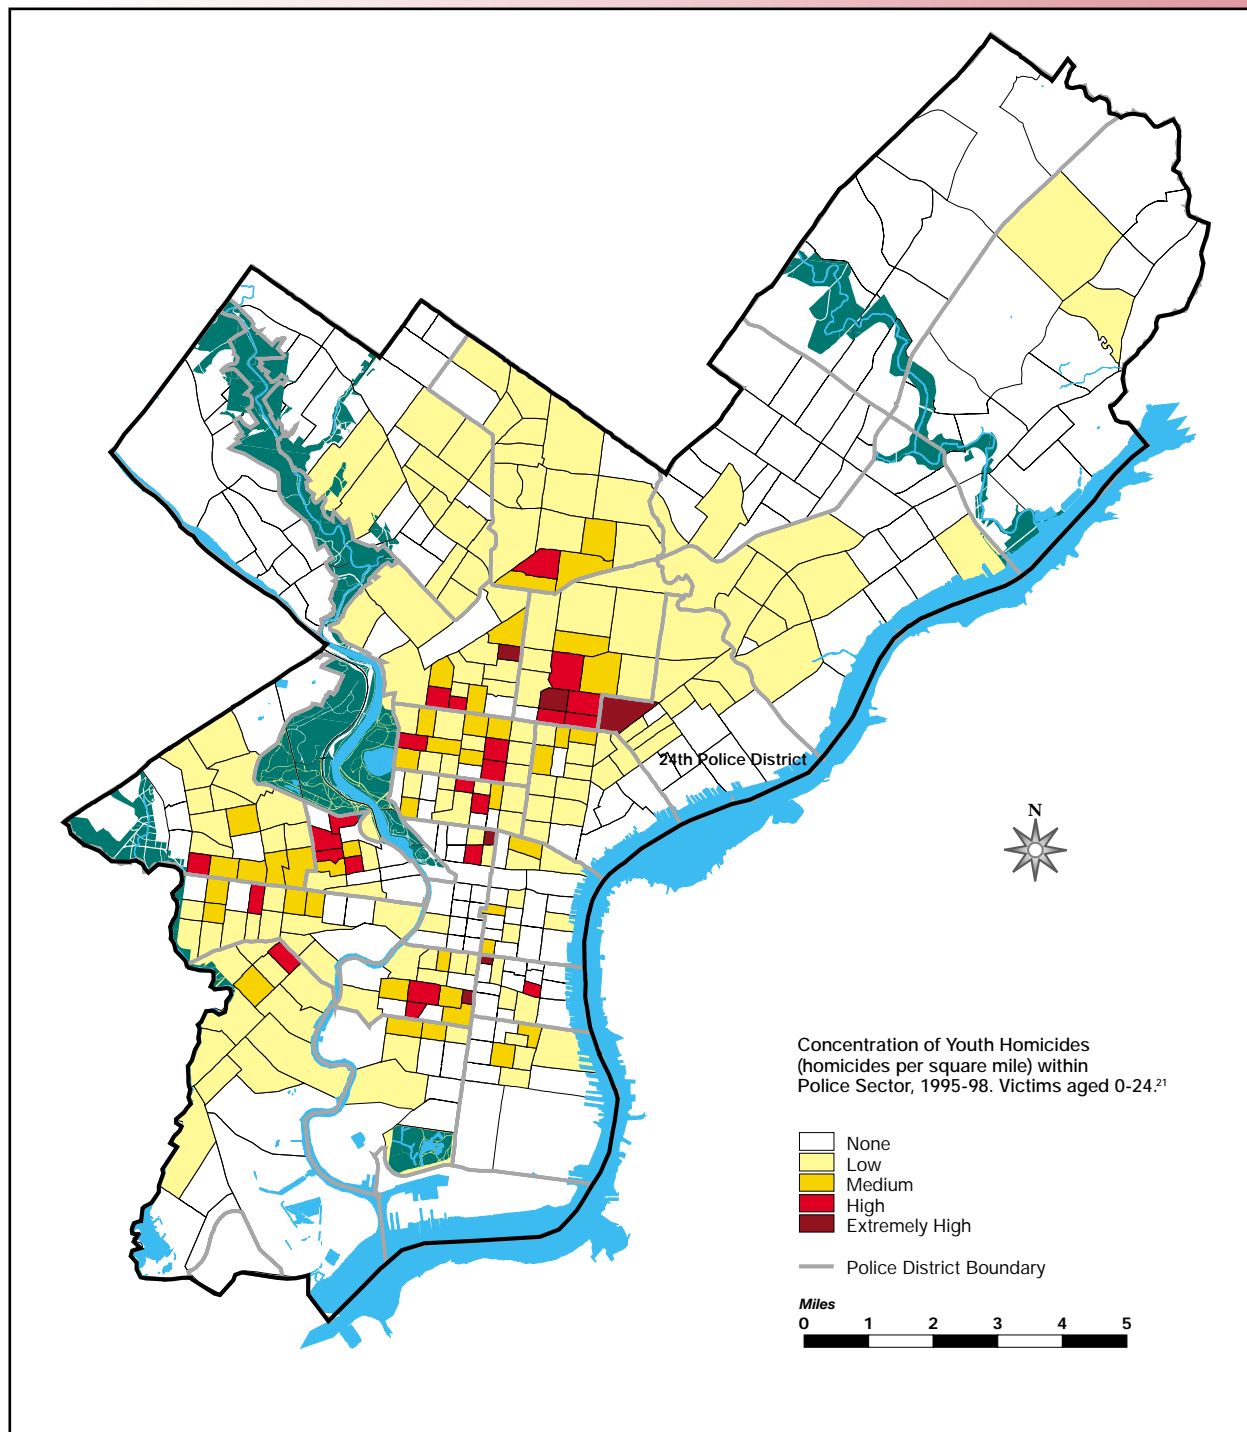 24th Police District
N
Concentration of Youth Homicides
(homicides per square mile) within
Police Sector, 1995-98. Victims aged 0-24.21
None
Low
Medium
High
Extremely High
Police District Boundary
Miles
0 1 2 3 4 5